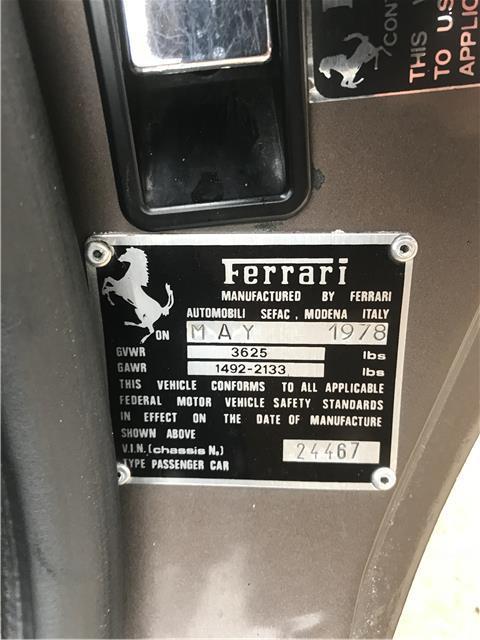 CONT
THIS V
TO U.S
APPLIC
Ferrari
MANUFACTURED BY FERRARI
AUTOMOBILI SEFAC, MODENA ITALY
ON MAY 1978
GVWR 3625 lbs
GAWR 1492-2133 lbs
THIS VEHICLE CONFORMS TO ALL APPLICABLE
FEDERAL MOTOR VEHICLE SAFETY STANDARDS
IN EFFECT ON THE DATE OF MANUFACTURE
SHOWN ABOVE
V.I.N. (chassis No) 24467
TYPE PASSENGER CAR